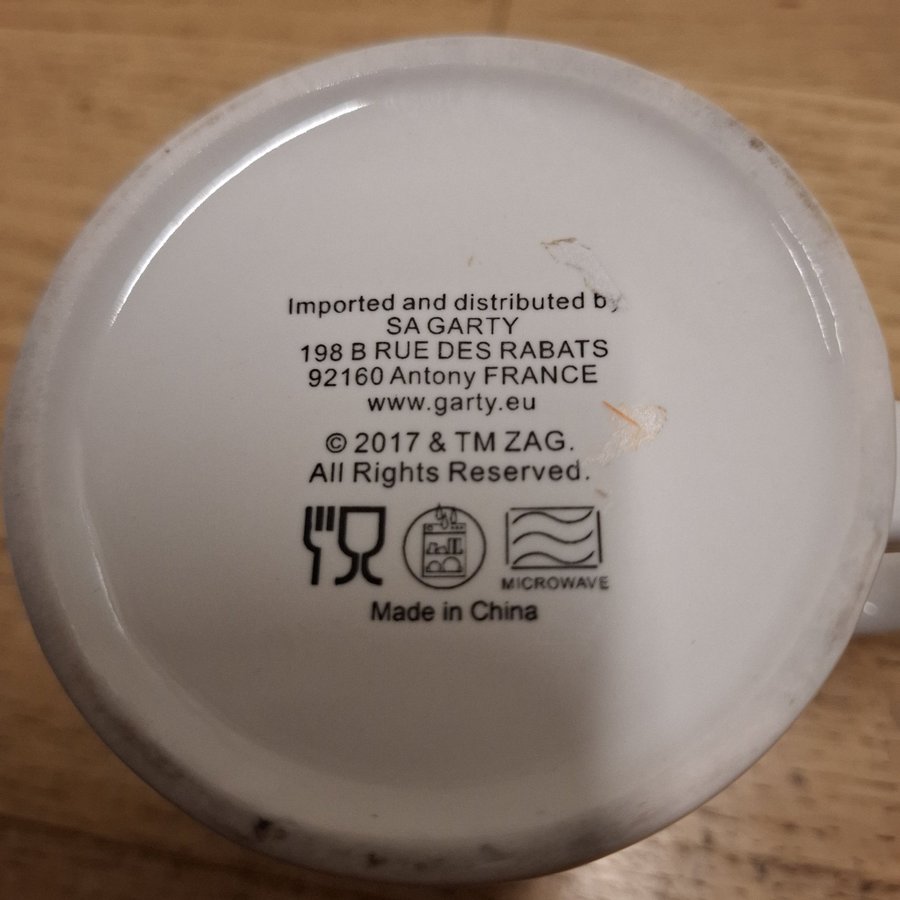 Imported and distributed by
SA GARTY
198 B RUE DES RABATS
92160 Antony FRANCE
www.garty.eu
© 2017 & TM ZAG.
All Rights Reserved.
MICROWAVE
Made in China